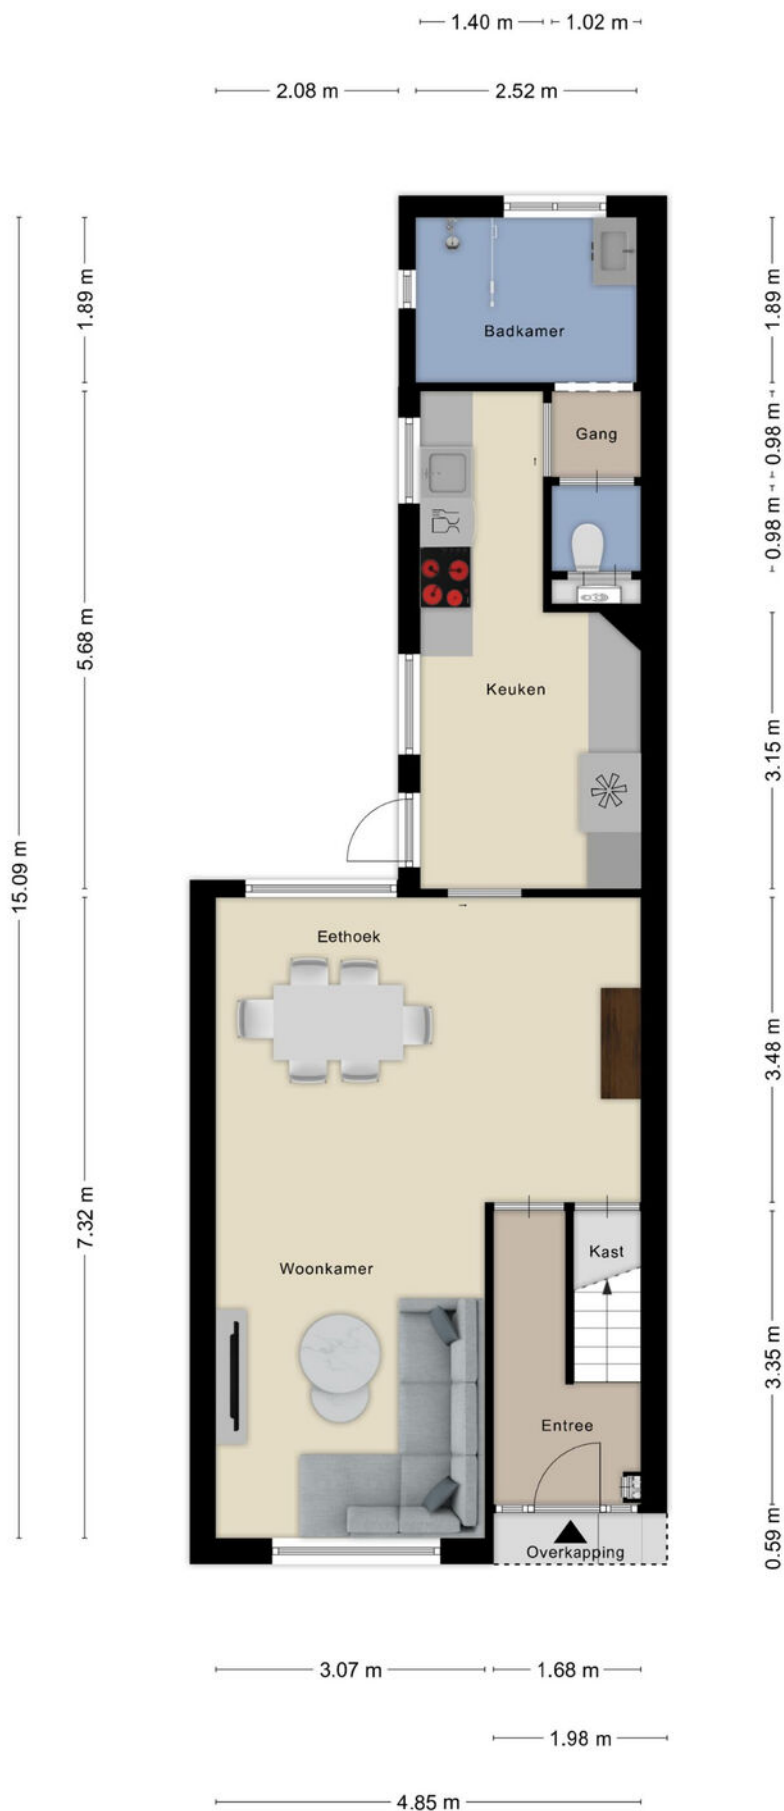 1.40 m
1.02 m
2.08 m
2.52 m
1.89 m
1.89 m
Badkamer
Gang
0.98 m
0.98 m
5.68 m
Keuken
3.15 m
15.09 m
Eethoek
3.48 m
7.32 m
Woonkamer
Kast
3.35 m
Entree
0.59 m
Overkapping
3.07 m
1.68 m
1.98 m
4.85 m